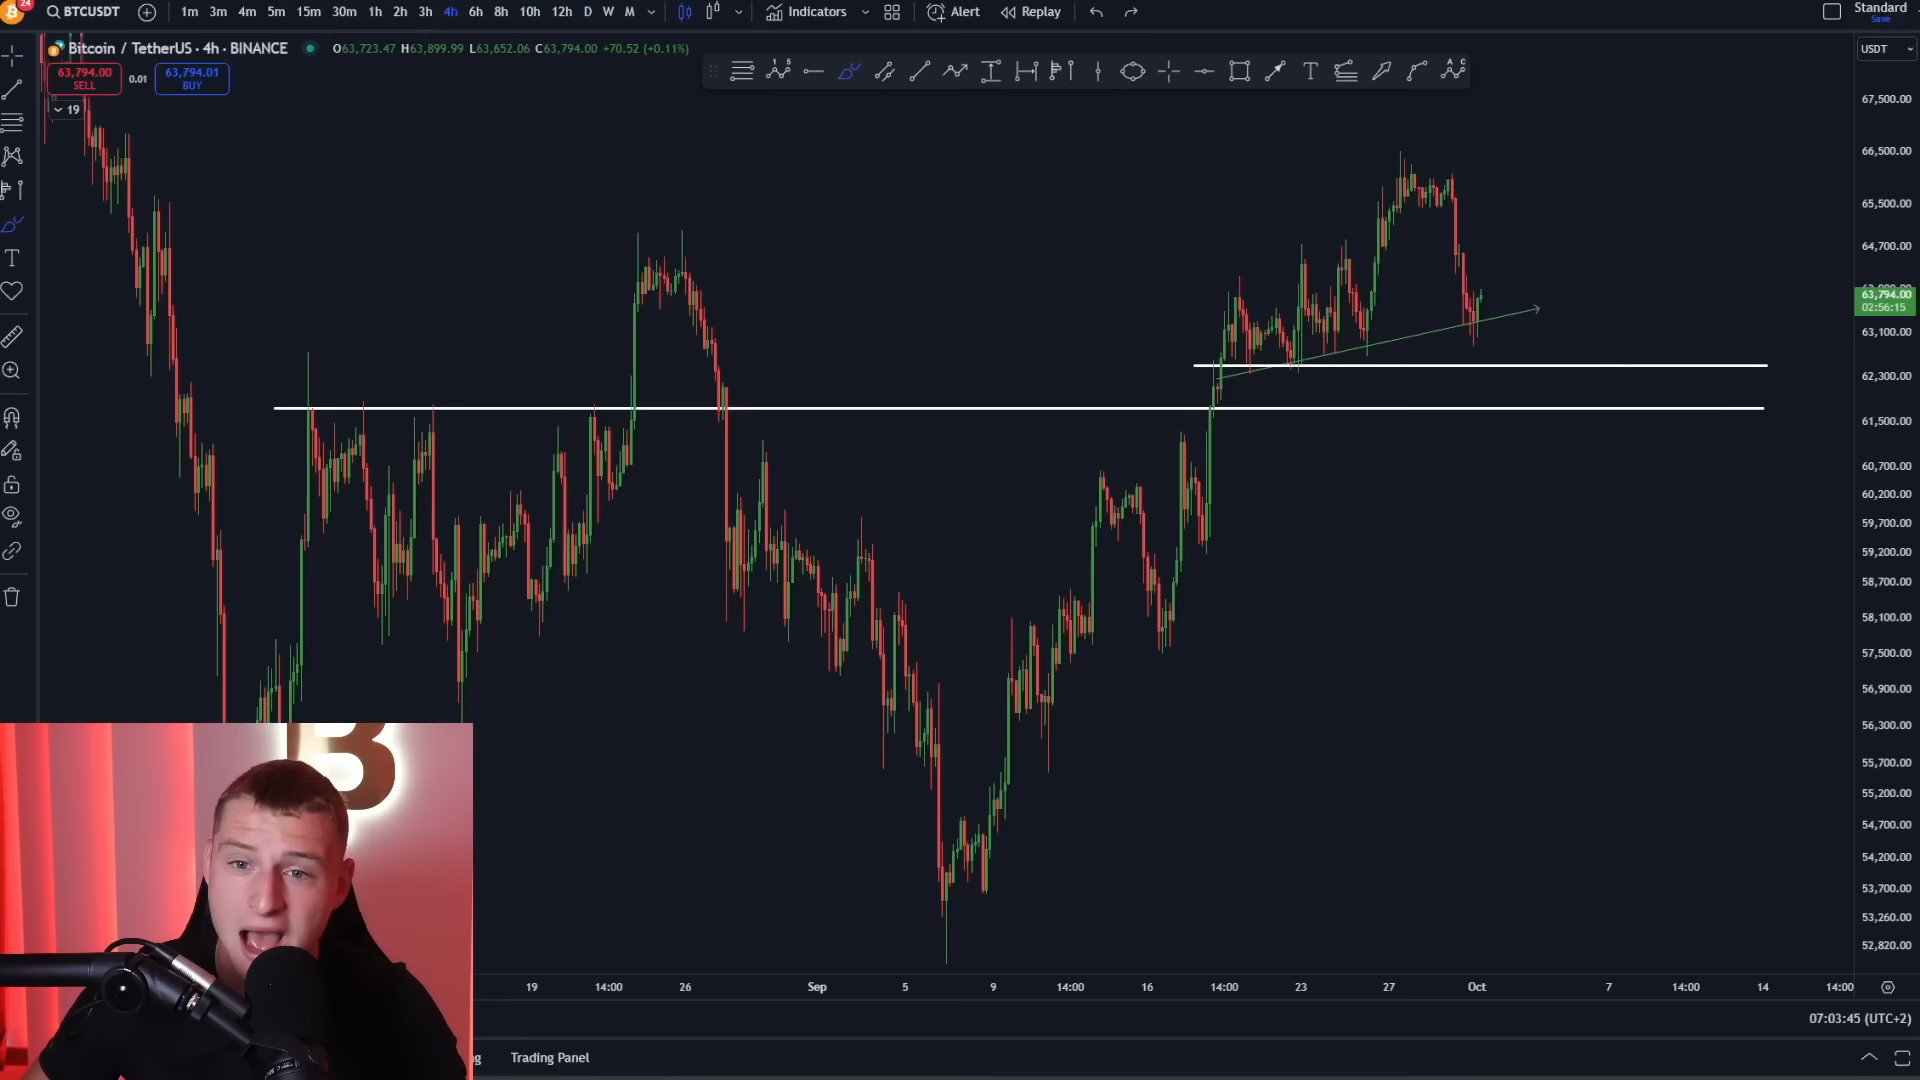 24
BTCUSDT
1m 3m 4m 5m 15m 30m 1h 2h 3h 4h 6h 8h 10h 12h D W M
Indicators
Alert
Replay
Standard
Save
Bitcoin / TetherUS · 4h · BINANCE
O63,723.47 H63,899.99 L63,652.06 C63,794.00 +70.52 (+0.11%)
USDT
63,794.00
SELL
0.01
63,794.01
BUY
19
1 5
A C
T
T
67,500.00
66,500.00
65,500.00
64,700.00
63,794.00
02:56:15
63,100.00
62,300.00
61,500.00
60,700.00
60,200.00
59,700.00
59,200.00
58,700.00
58,100.00
57,500.00
56,900.00
56,300.00
55,700.00
55,200.00
54,700.00
54,200.00
53,700.00
53,260.00
52,820.00
19 14:00 26 Sep 5 9 14:00 16 14:00 23 27 Oct 7 14:00 14 14:00
07:03:45 (UTC+2)
Trading Panel